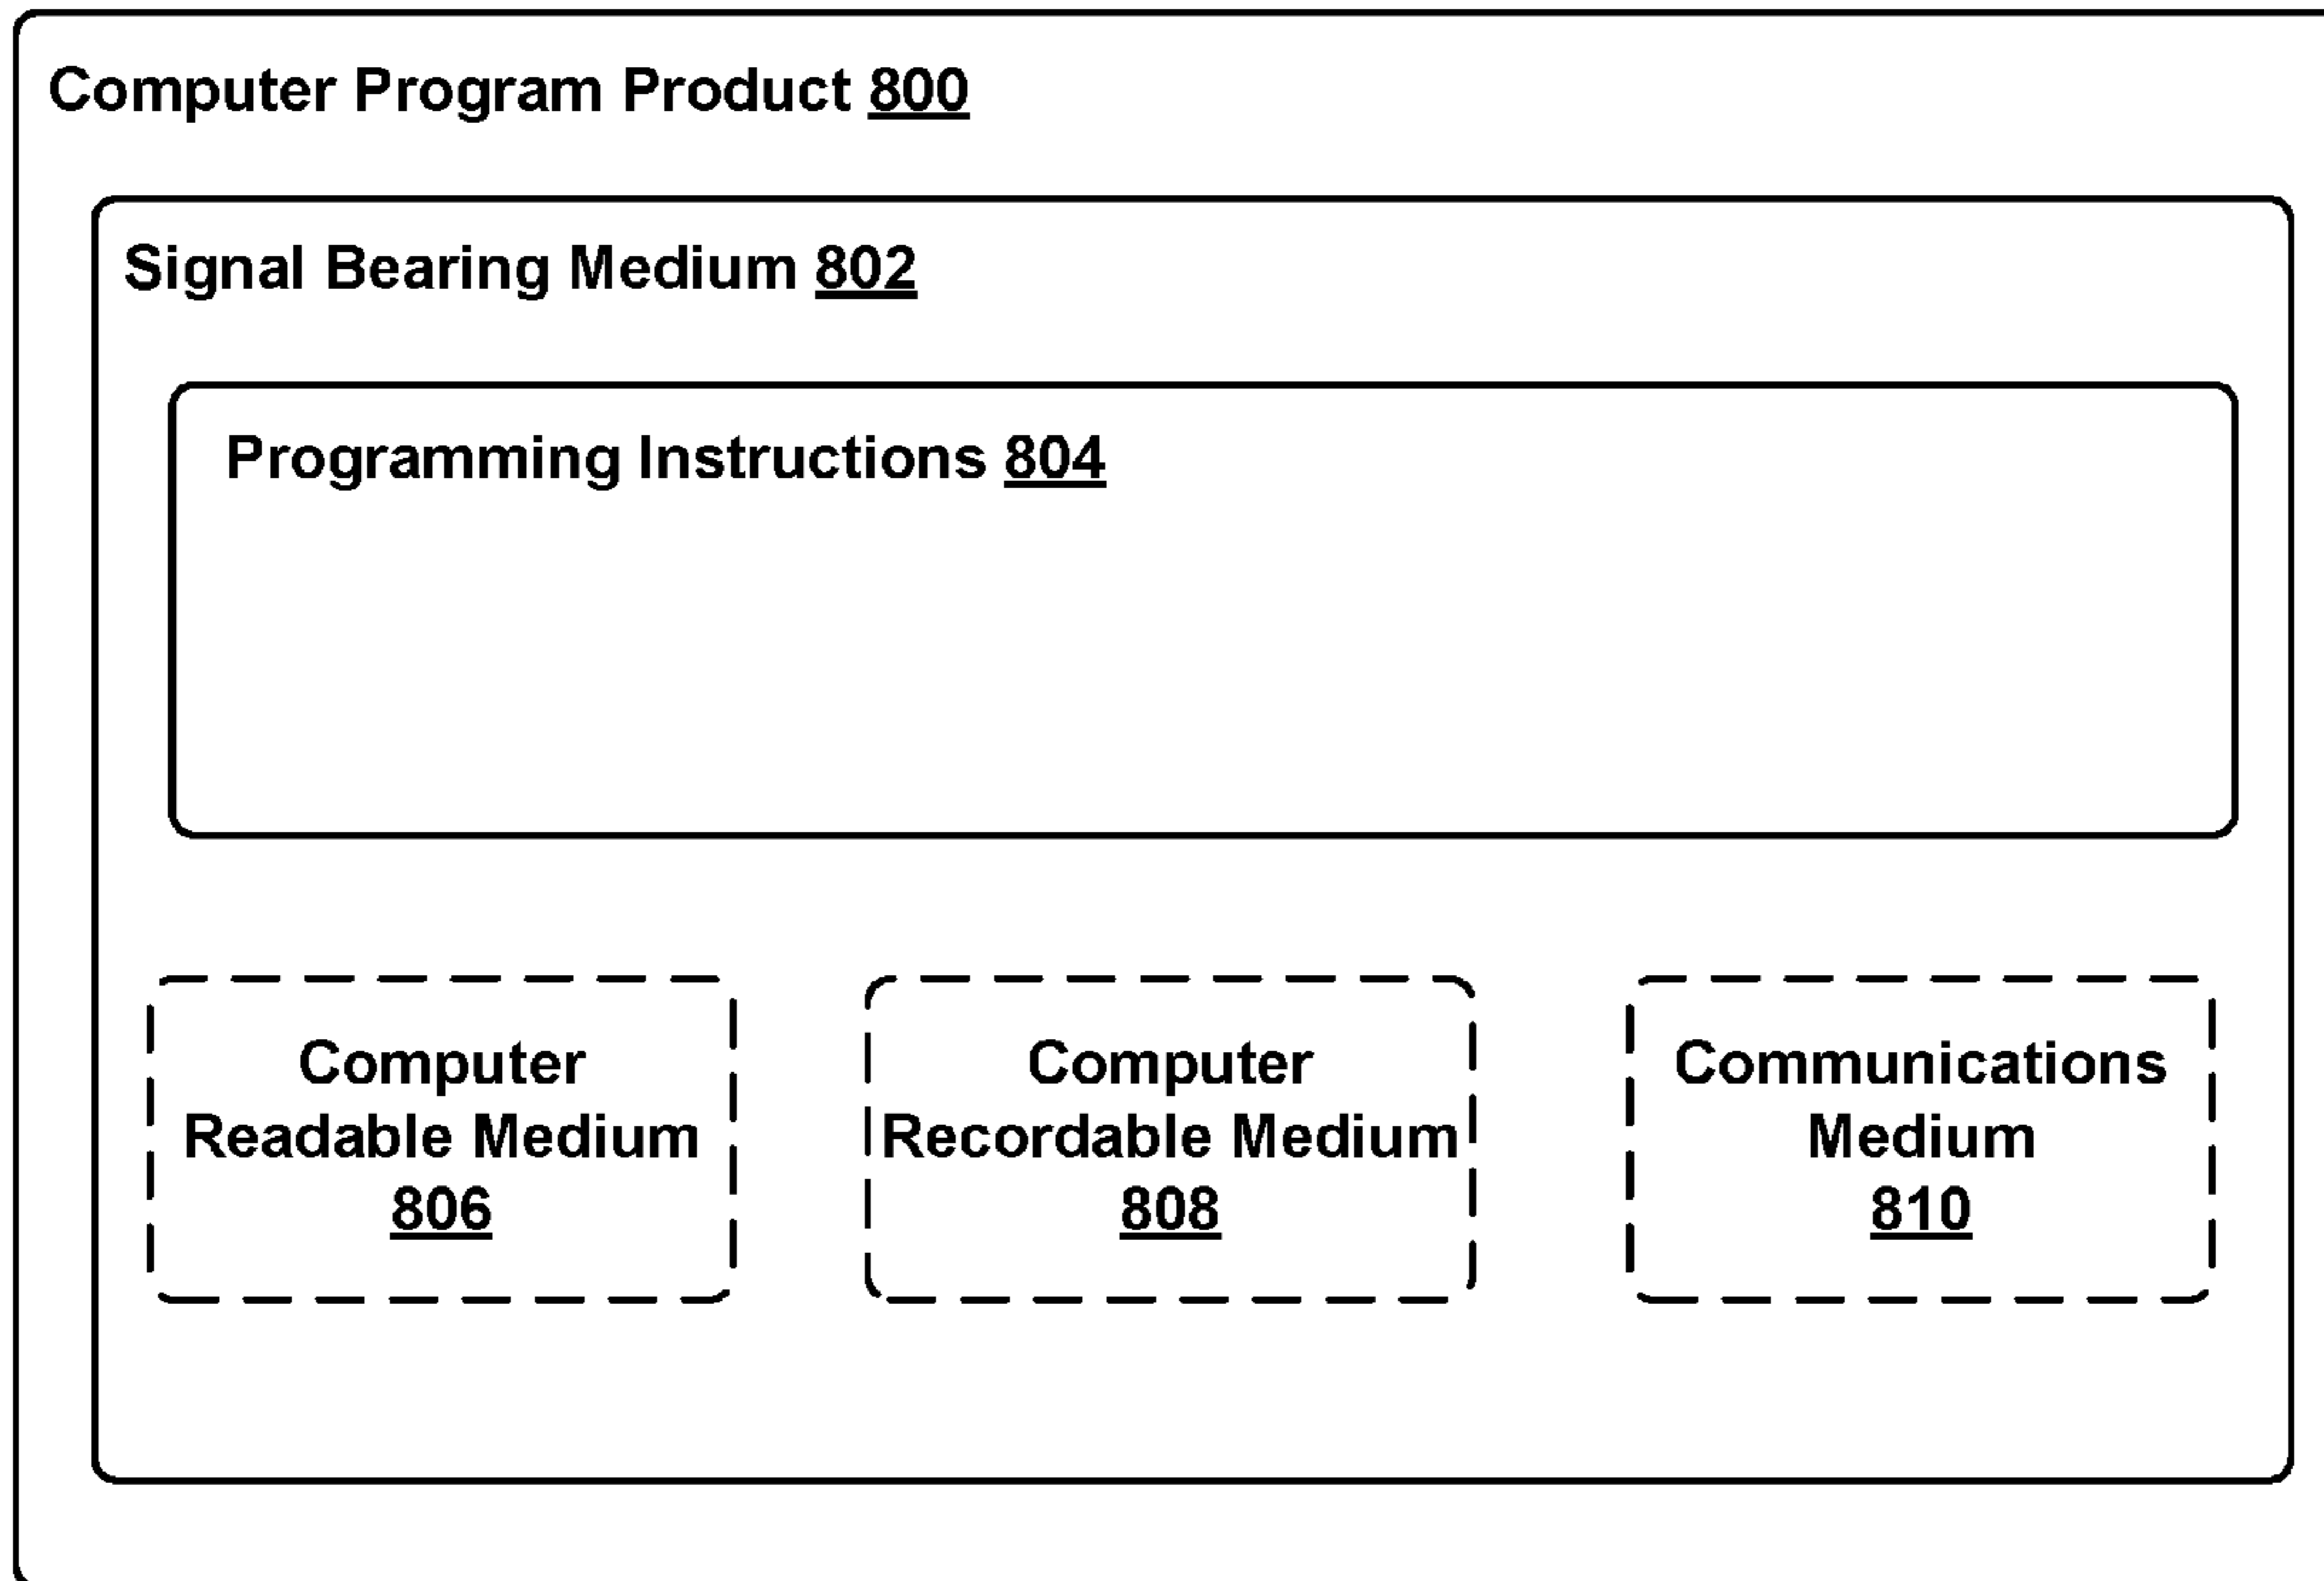 Computer Program Product 800
Signal Bearing Medium 802
Programming Instructions 804
Computer
Readable Medium
806
Computer
Recordable Medium
808
Communications
Medium
810